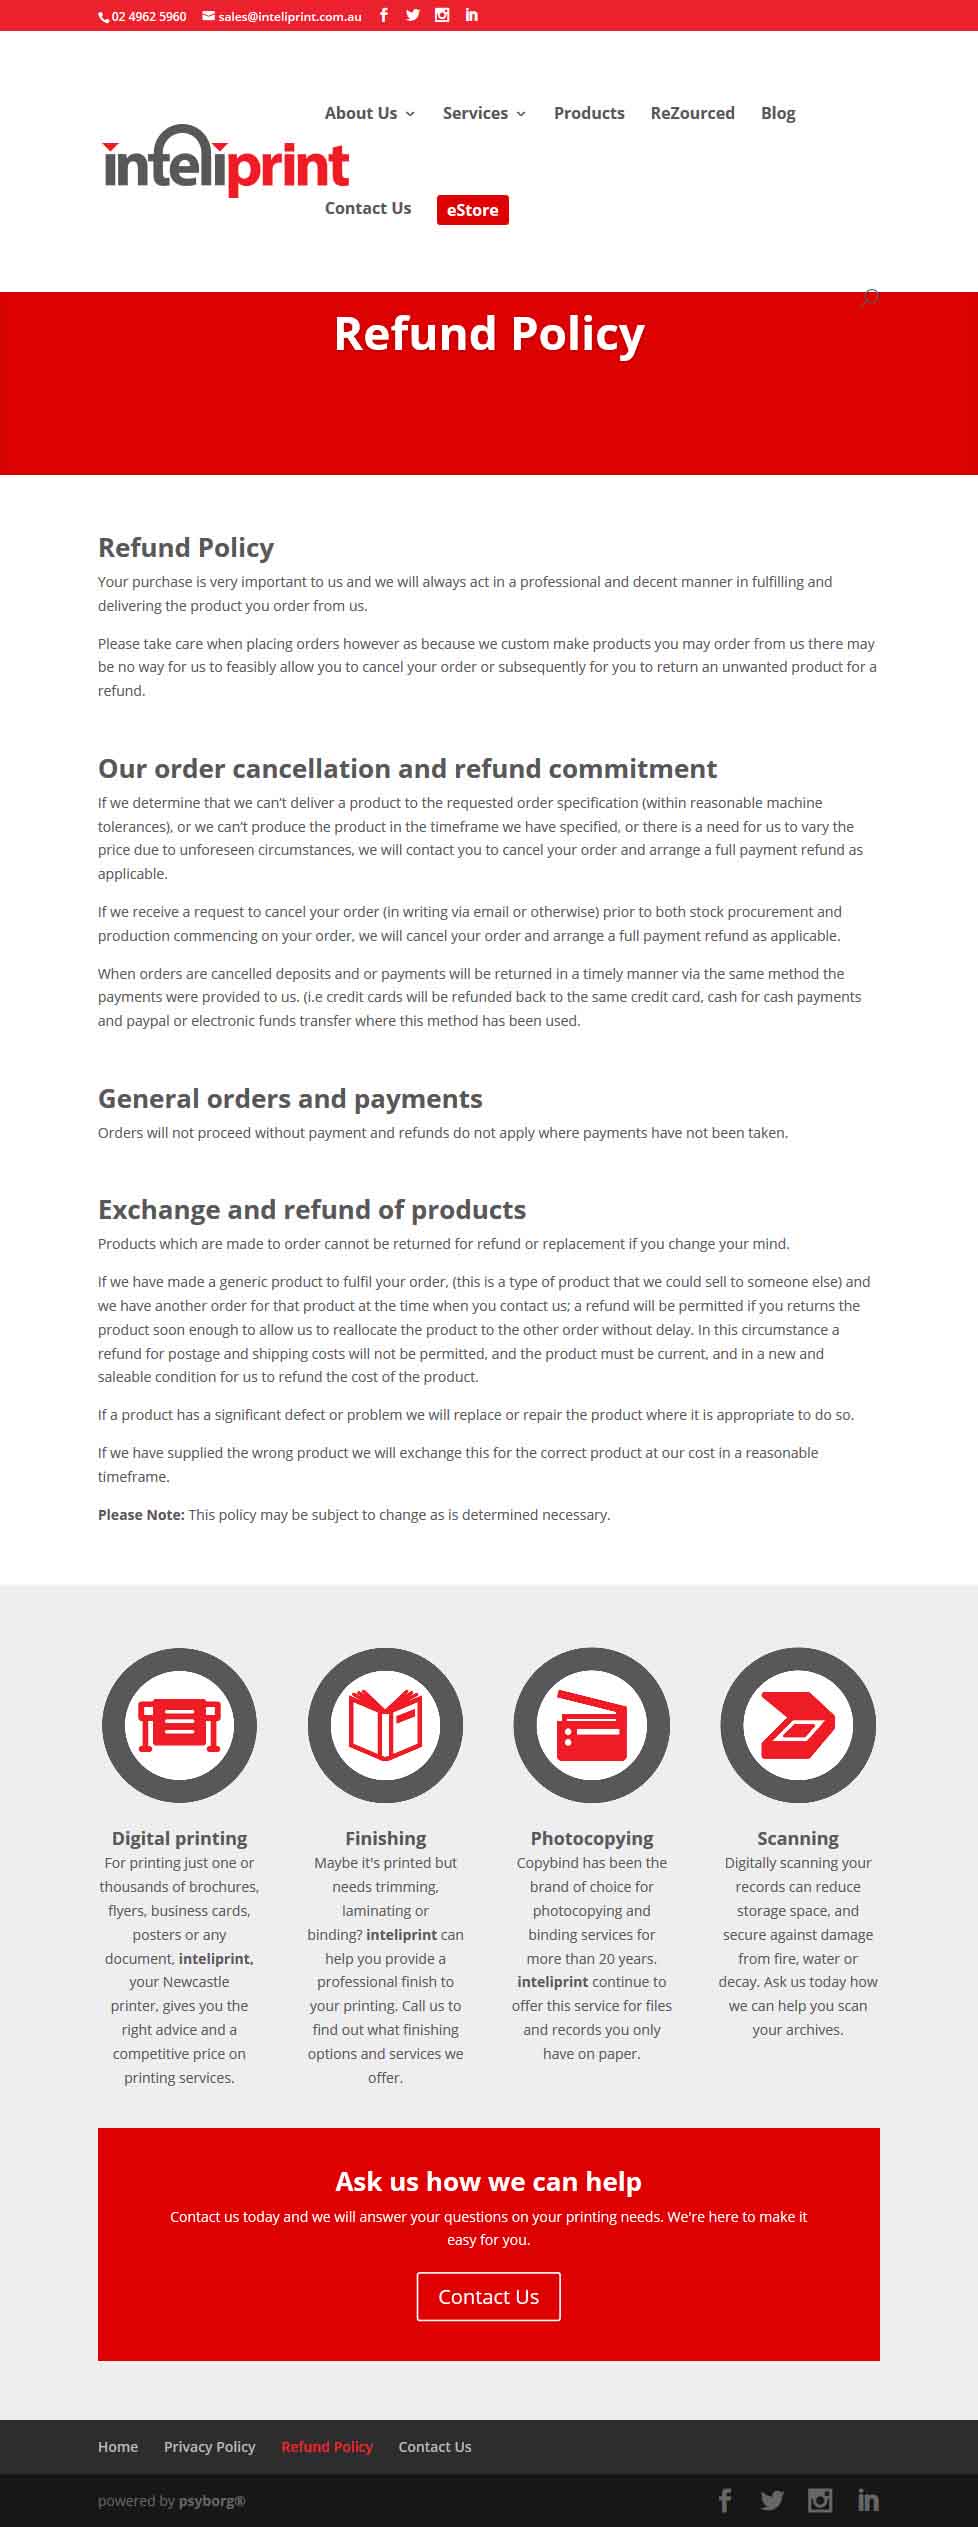 02 4962 5960 sales@inteliprint.com.au
About Us Services Products ReZourced Blog
inteliprint
Contact Us eStore
Refund Policy
Refund Policy
Your purchase is very important to us and we will always act in a professional and decent manner in fulfilling and
delivering the product you order from us.
Please take care when placing orders however as because we custom make products you may order from us there may
be no way for us to feasibly allow you to cancel your order or subsequently for you to return an unwanted product for a
refund.
Our order cancellation and refund commitment
If we determine that we can't deliver a product to the requested order specification (within reasonable machine
tolerances), or we can't produce the product in the timeframe we have specified, or there is a need for us to vary the
price due to unforeseen circumstances, we will contact you to cancel your order and arrange a full payment refund as
applicable.
If we receive a request to cancel your order (in writing via email or otherwise) prior to both stock procurement and
production commencing on your order, we will cancel your order and arrange a full payment refund as applicable.
When orders are cancelled deposits and or payments will be returned in a timely manner via the same method the
payments were provided to us. (i.e credit cards will be refunded back to the same credit card, cash for cash payments
and paypal or electronic funds transfer where this method has been used.
General orders and payments
Orders will not proceed without payment and refunds do not apply where payments have not been taken.
Exchange and refund of products
Products which are made to order cannot be returned for refund or replacement if you change your mind.
If we have made a generic product to fulfil your order, (this is a type of product that we could sell to someone else) and
we have another order for that product at the time when you contact us; a refund will be permitted if you returns the
product soon enough to allow us to reallocate the product to the other order without delay. In this circumstance a
refund for postage and shipping costs will not be permitted, and the product must be current, and in a new and
saleable condition for us to refund the cost of the product.
If a product has a significant defect or problem we will replace or repair the product where it is appropriate to do so.
If we have supplied the wrong product we will exchange this for the correct product at our cost in a reasonable
timeframe.
Please Note: This policy may be subject to change as is determined necessary.
Digital printing
For printing just one or
thousands of brochures,
flyers, business cards,
posters or any
document, inteliprint,
your Newcastle
printer, gives you the
right advice and a
competitive price on
printing services.
Finishing
Maybe it's printed but
needs trimming,
laminating or
binding? inteliprint can
help you provide a
professional finish to
your printing. Call us to
find out what finishing
options and services we
offer.
Photocopying
Copybind has been the
brand of choice for
photocopying and
binding services for
more than 20 years.
inteliprint continue to
offer this service for files
and records you only
have on paper.
Scanning
Digitally scanning your
records can reduce
storage space, and
secure against damage
from fire, water or
decay. Ask us today how
we can help you scan
your archives.
Ask us how we can help
Contact us today and we will answer your questions on your printing needs. We're here to make it
easy for you.
Contact Us
Home Privacy Policy Refund Policy Contact Us
powered by psyborg®